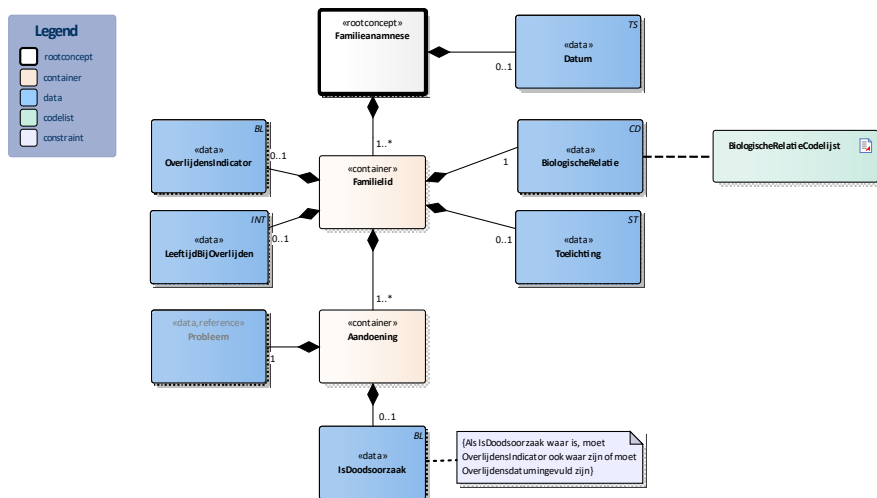 Legend
rootconcept
container
data
codelist
constraint
«rootconcept»
Familieanamnese
TS
«data»
Datum
0..1
1..*
BL
«data»
OverlijdensIndicator
0..1
«container»
Familielid
CD
«data»
BiologischeRelatie
1
BiologischeRelatieCodelijst
INT
«data»
LeeftijdBijOverlijden
0..1
ST
«data»
Toelichting
0..1
1..*
«data,reference»
Probleem
1
«container»
Aandoening
0..1
BL
«data»
IsDoodsoorzaak
{Als IsDoodsoorzaak waar is, moet
OverlijdensIndicator ook waar zijn of moet
Overlijdensdatumingevuld zijn}